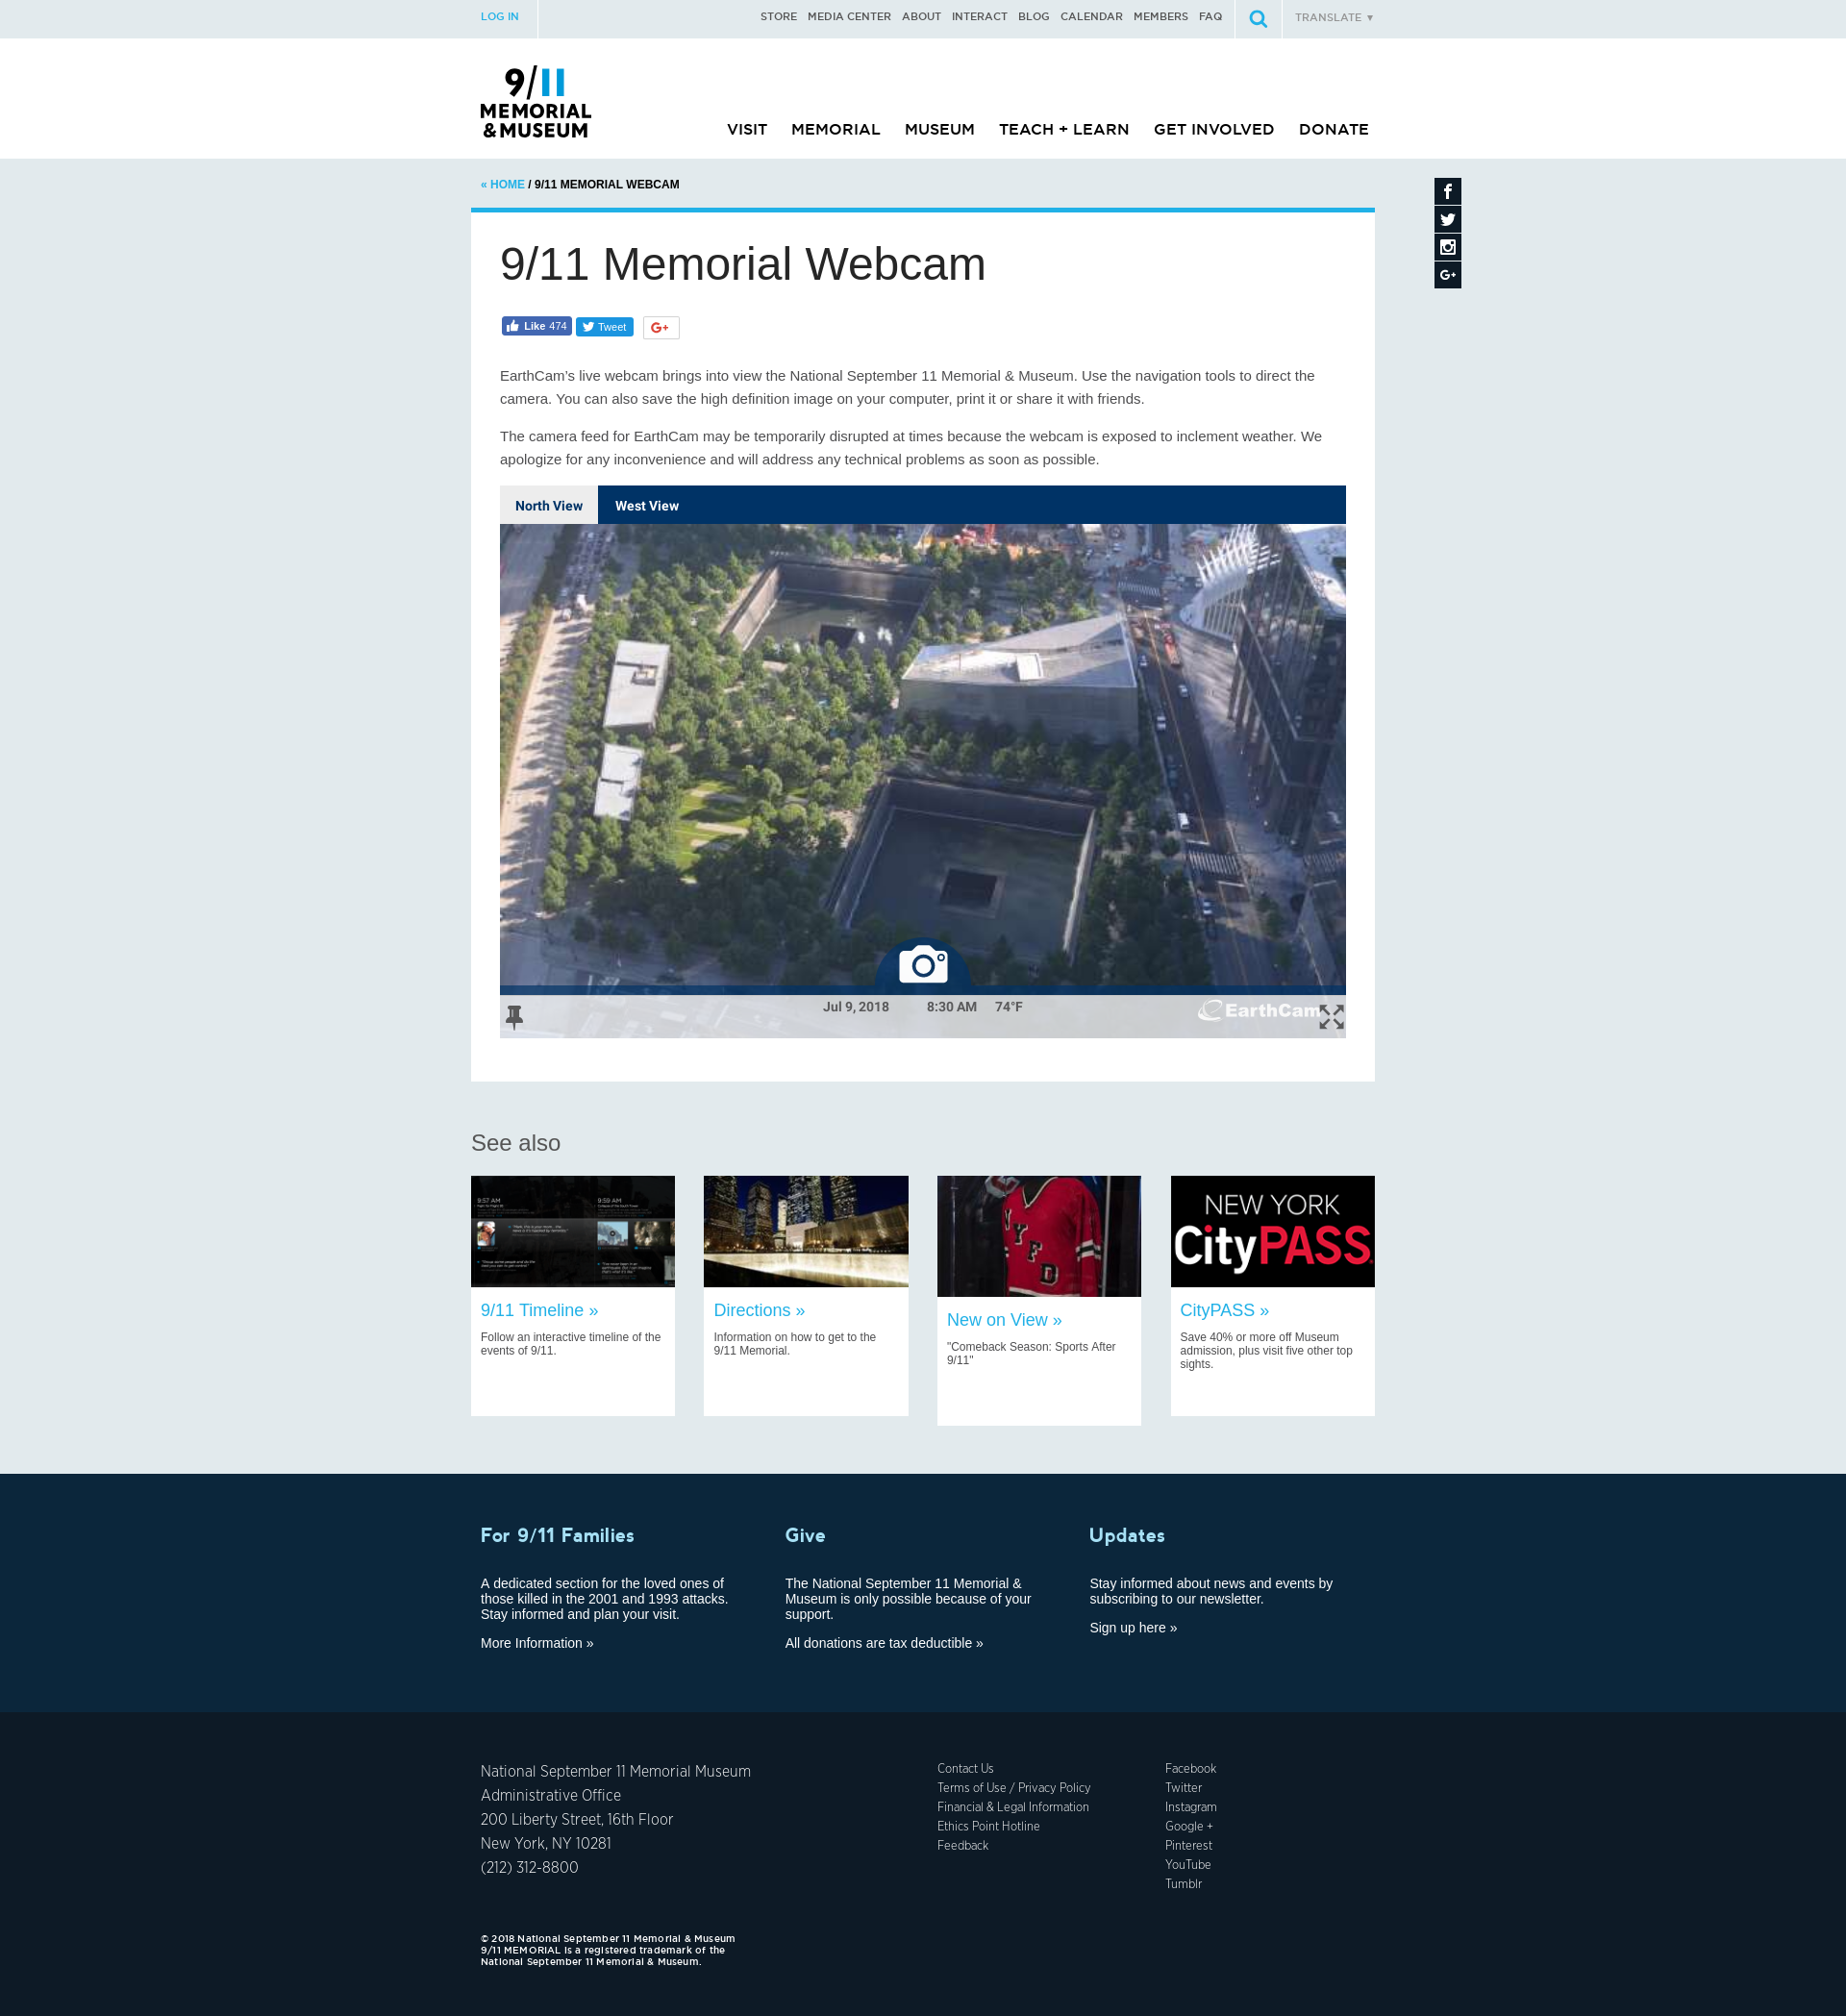 LOG IN
STORE MEDIA CENTER ABOUT INTERACT BLOG CALENDAR MEMBERS FAQ
TRANSLATE ▼
9/11
MEMORIAL
&MUSEUM
VISIT MEMORIAL MUSEUM TEACH + LEARN GET INVOLVED DONATE
« HOME / 9/11 MEMORIAL WEBCAM
9/11 Memorial Webcam
Like 474
Tweet
G+
EarthCam's live webcam brings into view the National September 11 Memorial & Museum. Use the navigation tools to direct the
camera. You can also save the high definition image on your computer, print it or share it with friends.
The camera feed for EarthCam may be temporarily disrupted at times because the webcam is exposed to inclement weather. We
apologize for any inconvenience and will address any technical problems as soon as possible.
North View West View
Jul 9, 2018 8:30 AM 74°F
EarthCam
See also
9:57 AM
9:59 AM
NYFD
NEW YORK
CityPASS
9/11 Timeline »
Follow an interactive timeline of the
events of 9/11.
Directions »
Information on how to get to the
9/11 Memorial.
New on View »
"Comeback Season: Sports After
9/11"
CityPASS »
Save 40% or more off Museum
admission, plus visit five other top
sights.
For 9/11 Families
A dedicated section for the loved ones of
those killed in the 2001 and 1993 attacks.
Stay informed and plan your visit.
More Information »
Give
The National September 11 Memorial &
Museum is only possible because of your
support.
All donations are tax deductible »
Updates
Stay informed about news and events by
subscribing to our newsletter.
Sign up here »
National September 11 Memorial Museum
Administrative Office
200 Liberty Street, 16th Floor
New York, NY 10281
(212) 312-8800
Contact Us
Terms of Use / Privacy Policy
Financial & Legal Information
Ethics Point Hotline
Feedback
Facebook
Twitter
Instagram
Google +
Pinterest
YouTube
Tumblr
© 2018 National September 11 Memorial & Museum
9/11 MEMORIAL is a registered trademark of the
National September 11 Memorial & Museum.